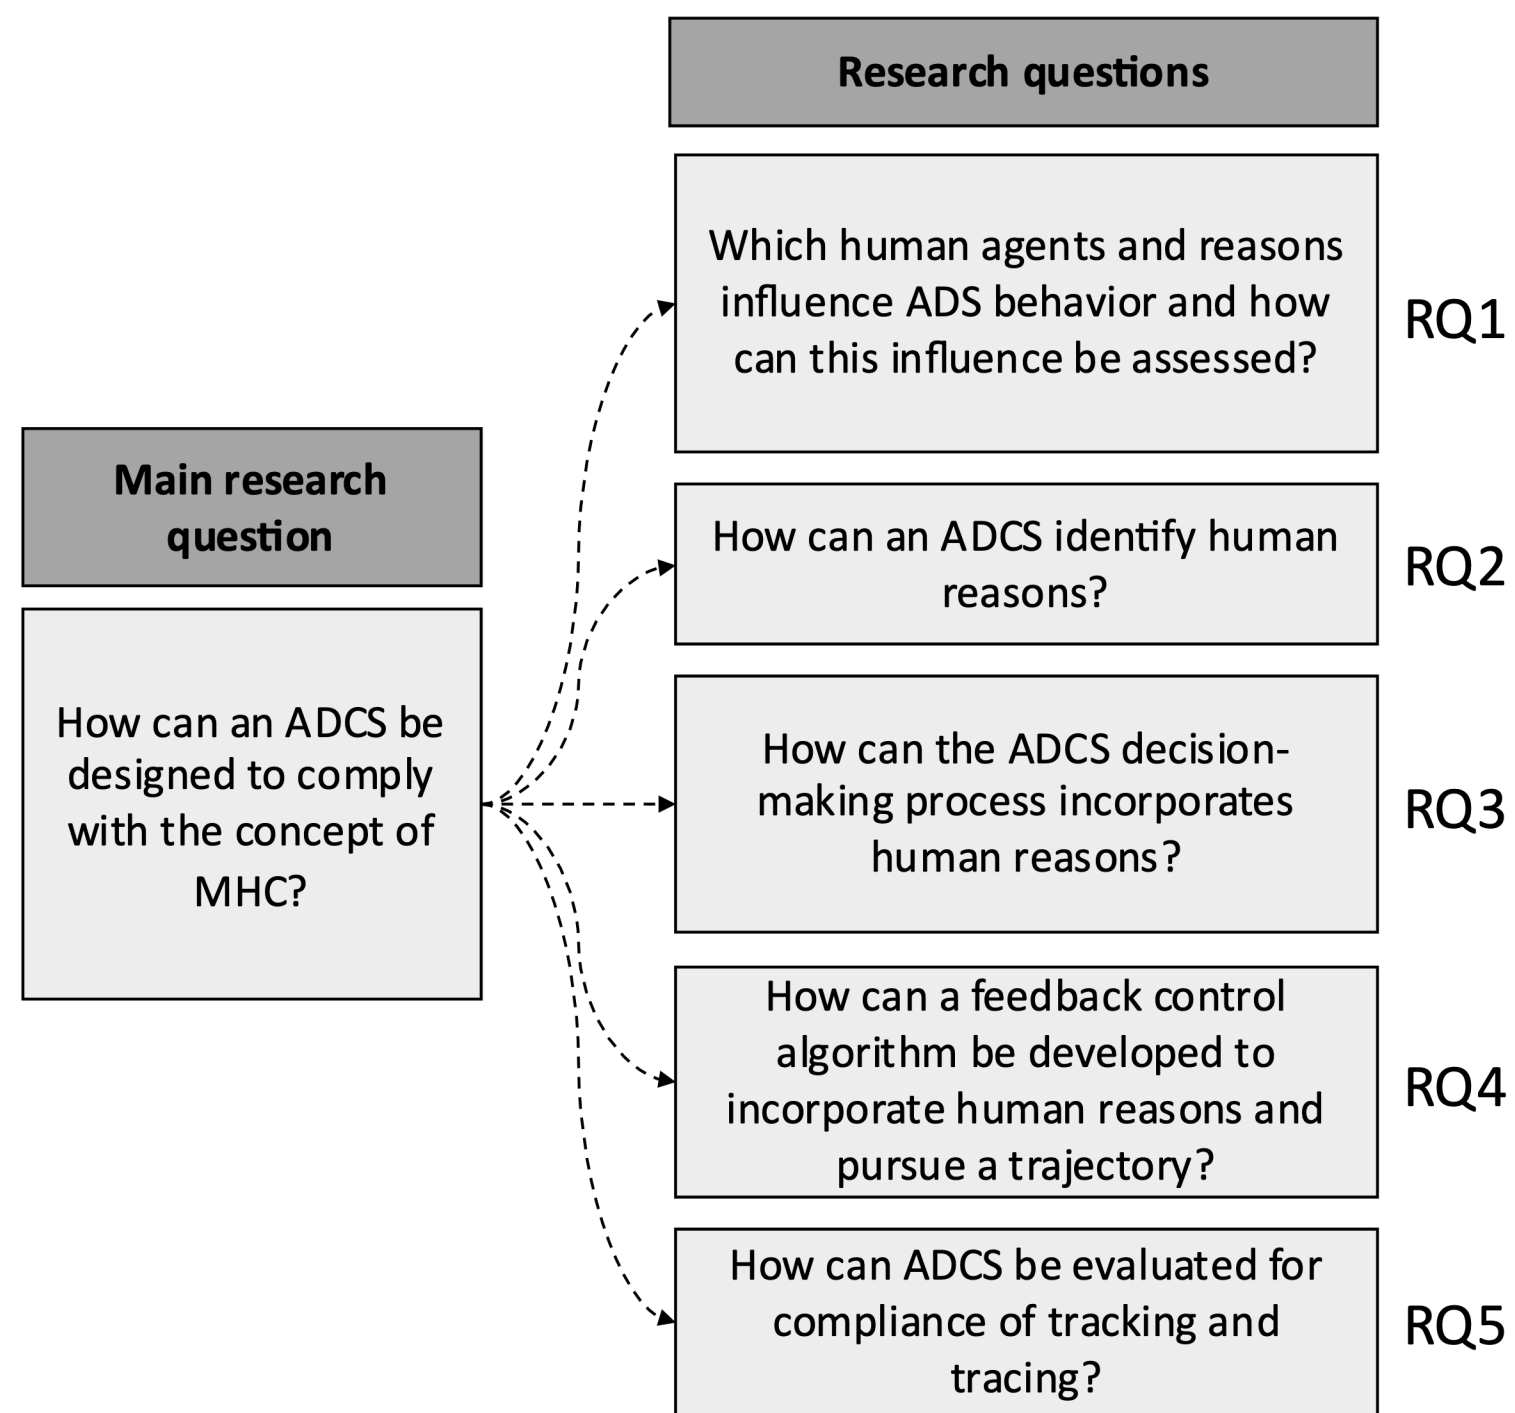 Research questions
Which human agents and reasons
influence ADS behavior and how
can this influence be assessed?
RQ1
Main research
question
How can an ADCS identify human
reasons?
RQ2
How can an ADCS be
designed to comply
with the concept of
MHC?
How can the ADCS decision-
making process incorporates
human reasons?
RQ3
How can a feedback control
algorithm be developed to
incorporate human reasons and
pursue a trajectory?
RQ4
How can ADCS be evaluated for
compliance of tracking and
tracing?
RQ5